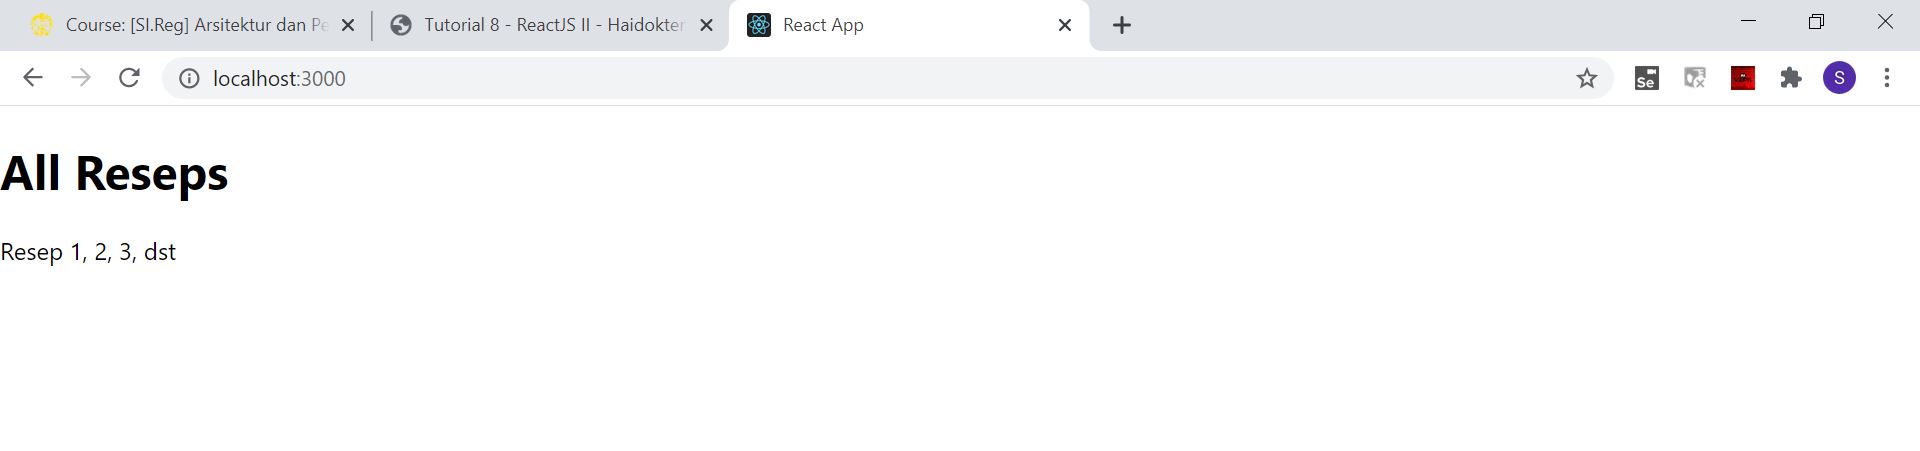 Course: [SI.Reg] Arsitektur dan Pe
Tutorial 8 - ReactJS II - Haidokter
React App
localhost:3000
Se
S
All Reseps
Resep 1, 2, 3, dst